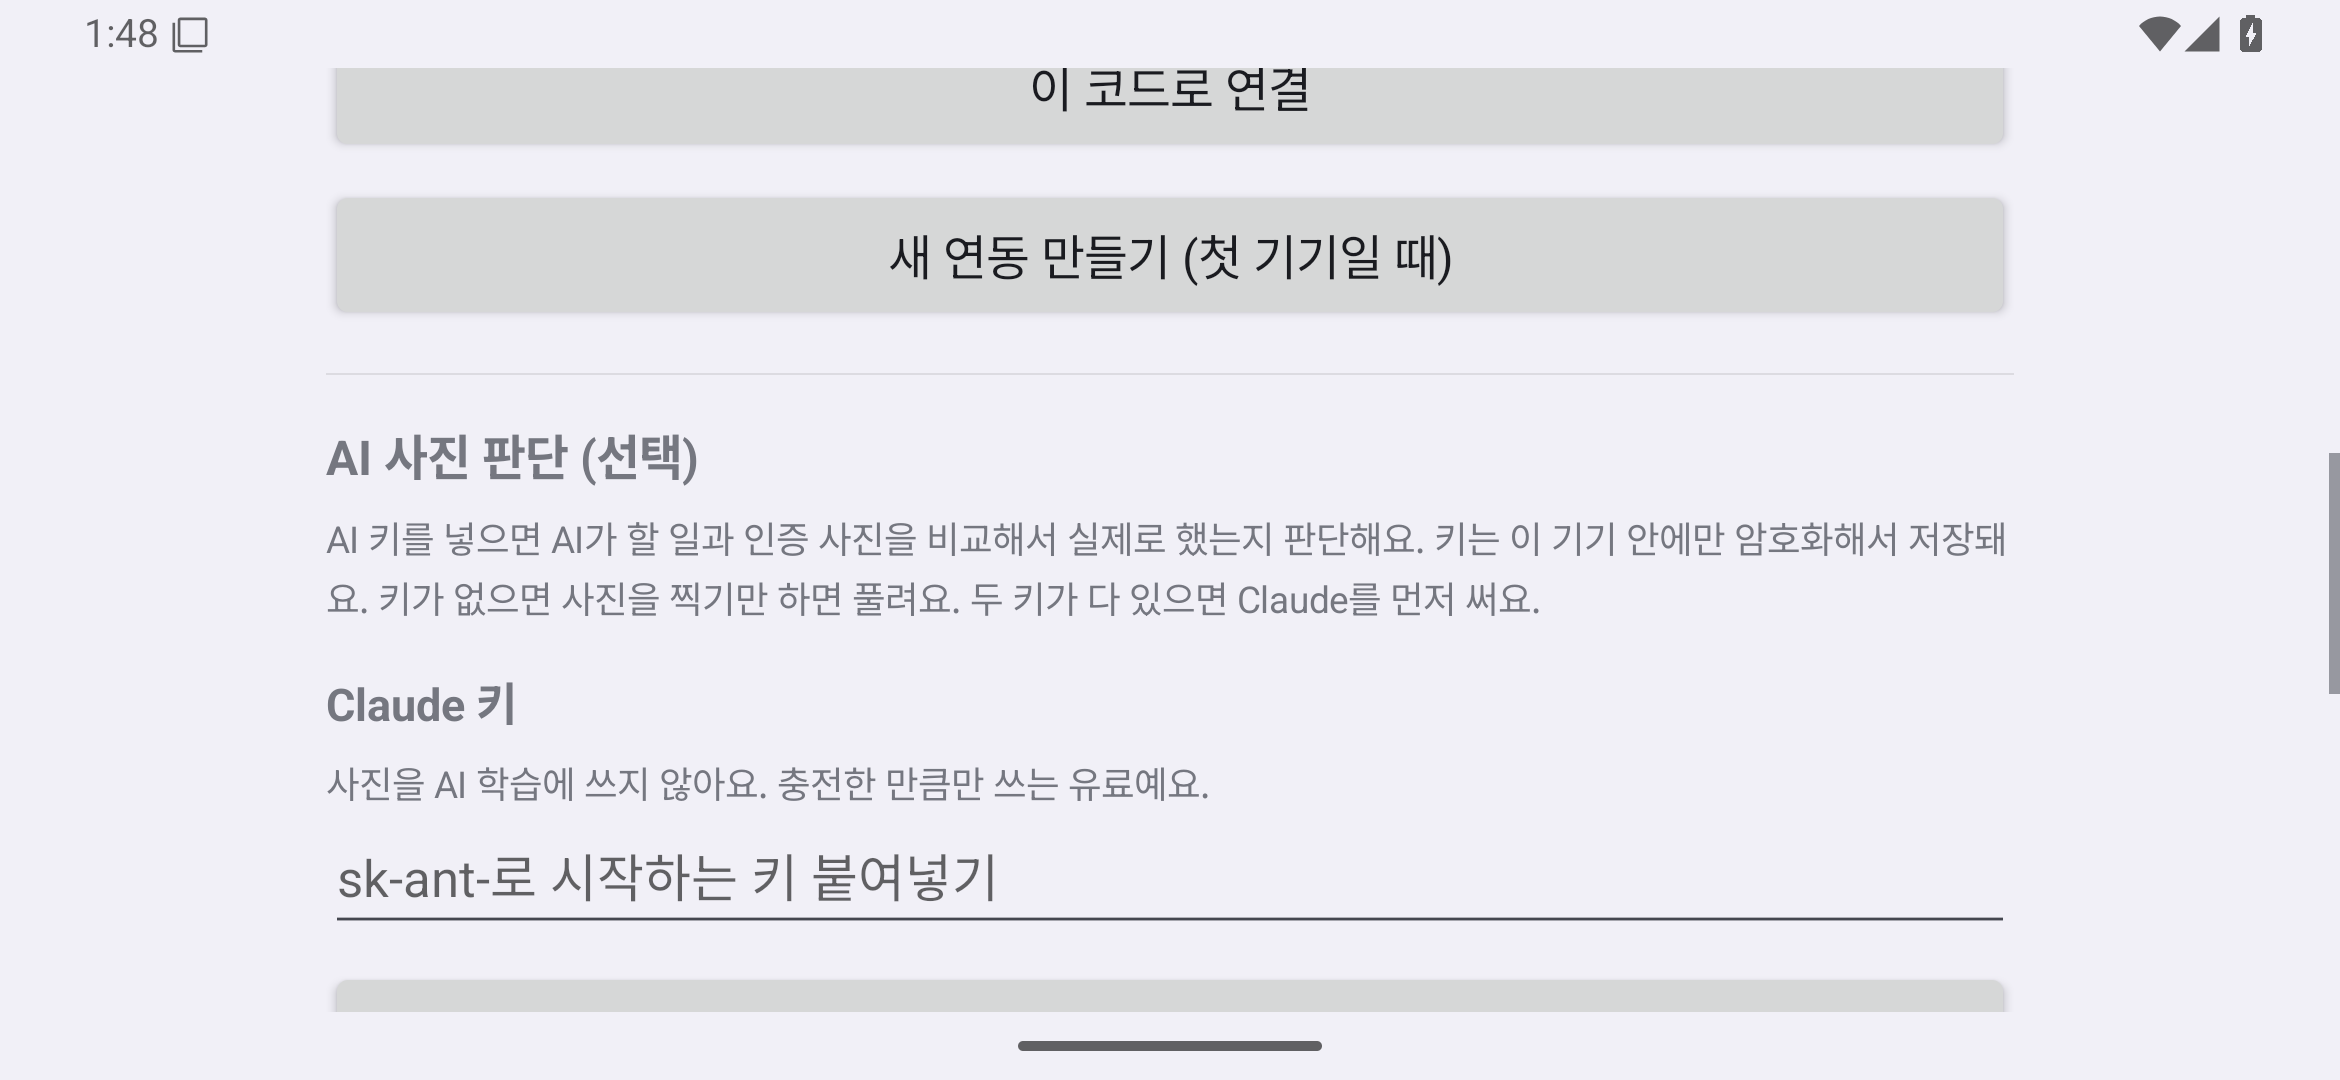 1:48
이 코드로 연결
새 연동 만들기 (첫 기기일 때)
AI 사진 판단 (선택)
AI 키를 넣으면 AI가 할 일과 인증 사진을 비교해서 실제로 했는지 판단해요. 키는 이 기기 안에만 암호화해서 저장돼
요. 키가 없으면 사진을 찍기만 하면 풀려요. 두 키가 다 있으면 Claude를 먼저 써요.
Claude 키
사진을 AI 학습에 쓰지 않아요. 충전한 만큼만 쓰는 유료예요.
sk-ant-로 시작하는 키 붙여넣기